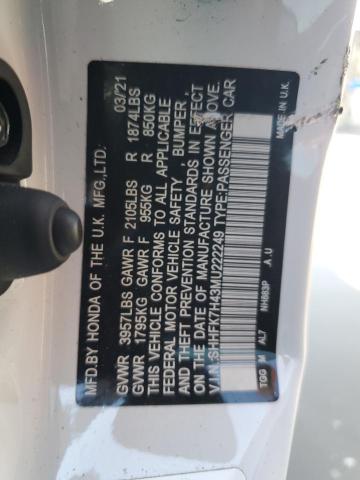 MFD.BY HONDA OF THE U.K. MFG.,LTD. 03/21
GVWR 3957LBS GAWR F 2105LBS R 1874LBS
GVWR 1795KG GAWR F 955KG R 850KG
THIS VEHICLE CONFORMS TO ALL APPLICABLE
FEDERAL MOTOR VEHICLE SAFETY, BUMPER,
AND THEFT PREVENTION STANDARDS IN EFFECT
ON THE DATE OF MANUFACTURE SHOWN ABOVE.
V.I.N.:SHHFK7H43MU222249 TYPE:PASSENGER CAR
TGG M AL7 NH883P A.U MADE IN U.K.